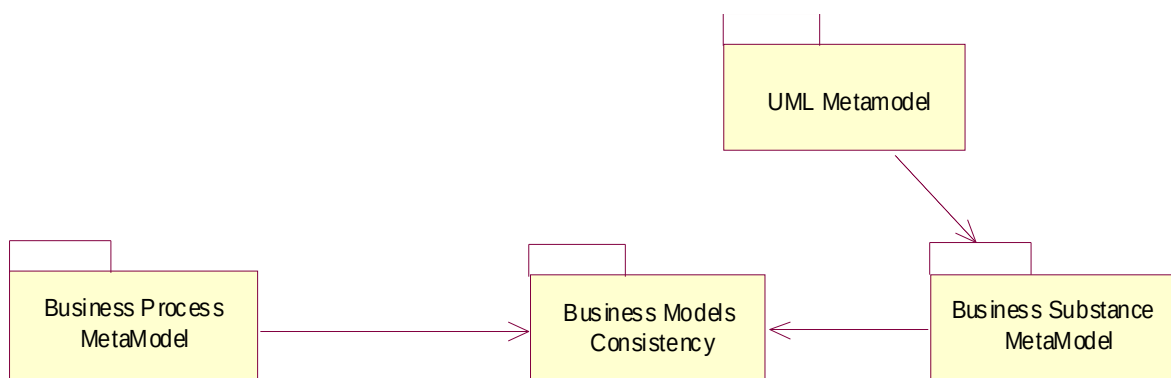 UML Metamodel
Business Process
MetaModel
Business Models
Consistency
Business Substance
MetaModel